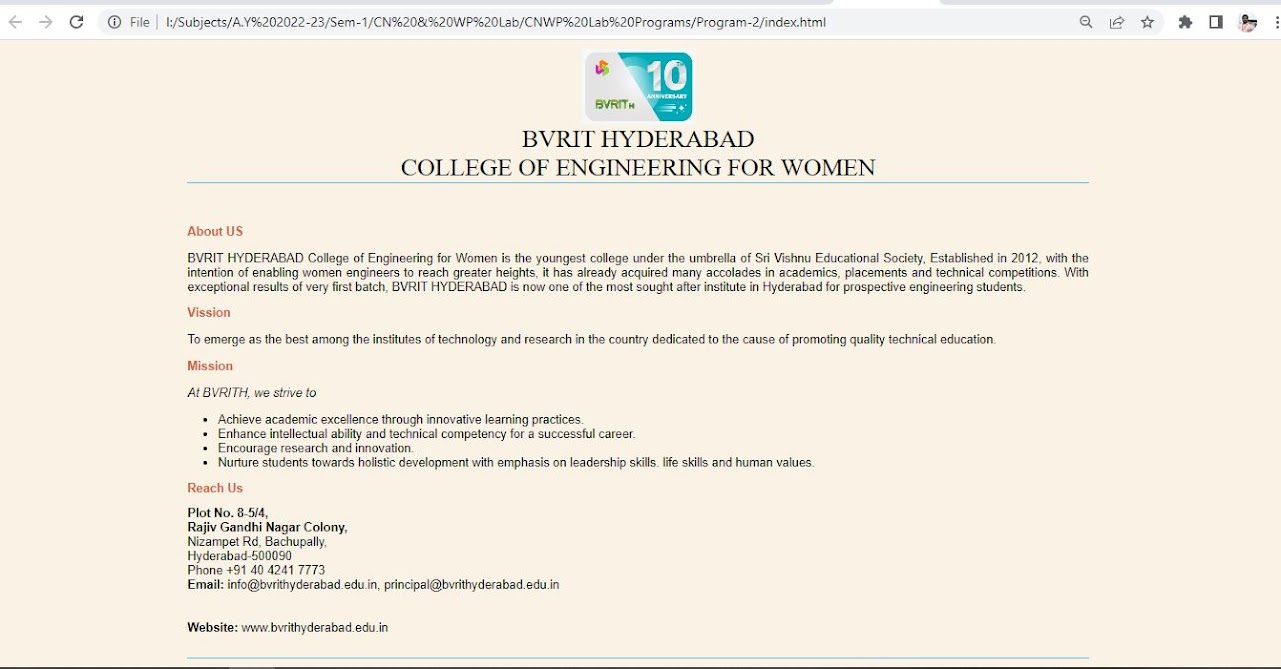 File | I:/Subjects/A.Y%202022-23/Sem-1/CN%20&%20WP%20Lab/CNWP%20Lab%20Programs/Program-2/index.html
10
ANNIVERSARY
BVRITH
BVRIT HYDERABAD
COLLEGE OF ENGINEERING FOR WOMEN
About US
BVRIT HYDERABAD College of Engineering for Women is the youngest college under the umbrella of Sri Vishnu Educational Society, Established in 2012, with the
intention of enabling women engineers to reach greater heights, it has already acquired many accolades in academics, placements and technical competitions. With
exceptional results of very first batch, BVRIT HYDERABAD is now one of the most sought after institute in Hyderabad for prospective engineering students.
Vission
To emerge as the best among the institutes of technology and research in the country dedicated to the cause of promoting quality technical education.
Mission
At BVRITH, we strive to
• Achieve academic excellence through innovative learning practices.
• Enhance intellectual ability and technical competency for a successful career.
• Encourage research and innovation.
• Nurture students towards holistic development with emphasis on leadership skills. life skills and human values.
Reach Us
Plot No. 8-5/4,
Rajiv Gandhi Nagar Colony,
Nizampet Rd, Bachupally,
Hyderabad-500090
Phone +91 40 4241 7773
Email: info@bvrithyderabad.edu.in, principal@bvrithyderabad.edu.in
Website: www.bvrithyderabad.edu.in